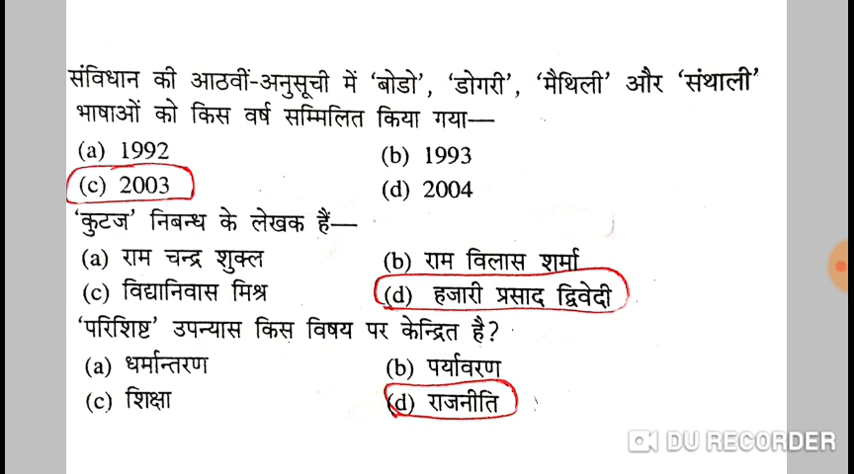 संविधान की आठवीं-अनुसूची में ‘बोडो’, ‘डोगरी’, ‘मैथिली’ और ‘संथाली’
भाषाओं को किस वर्ष सम्मिलित किया गया—
(a) 1992 (b) 1993
(c) 2003 (d) 2004
‘कुटज’ निबन्ध के लेखक हैं—
(a) राम चन्द्र शुक्ल (b) राम विलास शर्मा
(c) विद्यानिवास मिश्र (d) हजारी प्रसाद द्विवेदी
‘परिशिष्ट’ उपन्यास किस विषय पर केन्द्रित है?
(a) धर्मान्तरण (b) पर्यावरण
(c) शिक्षा (d) राजनीति
DU RECORDER